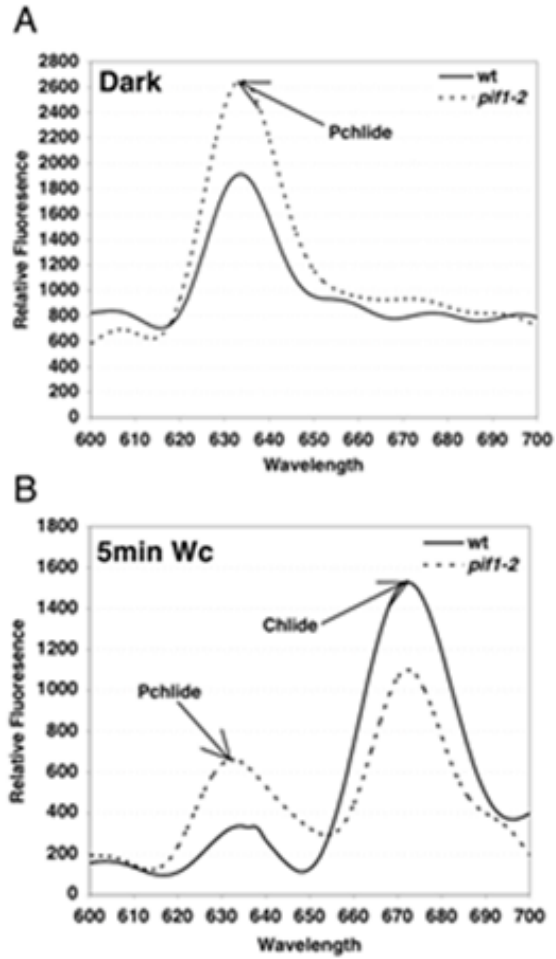 A
Dark
wt
pif1-2
Pchlide
Relative Fluoresence
2800
2600
2400
2200
2000
1800
1600
1400
1200
1000
800
600
400
200
0
600 610 620 630 640 650 660 670 680 690 700
Wavelength
B
5min Wc
wt
pif1-2
Chlide
Pchlide
Relative Fluoresence
1800
1600
1400
1200
1000
800
600
400
200
0
600 610 620 630 640 650 660 670 680 690 700
Wavelength